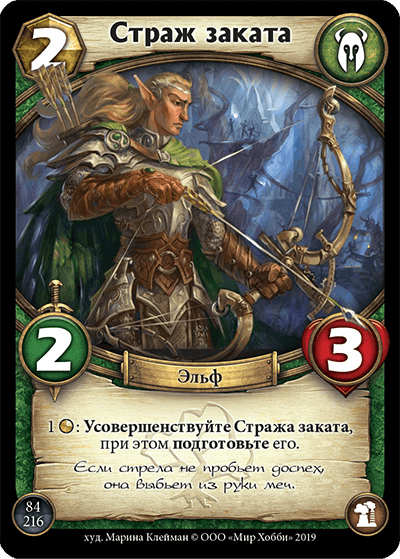 2
Страж заката
2
3
Эльф
1 : Усовершенствуйте Стража заката,
при этом подготовьте его.
Если стрела не пробьет доспех,
она выбьет из руки меч.
84
216
худ. Марина Клейман © ООО «Мир Хобби» 2019